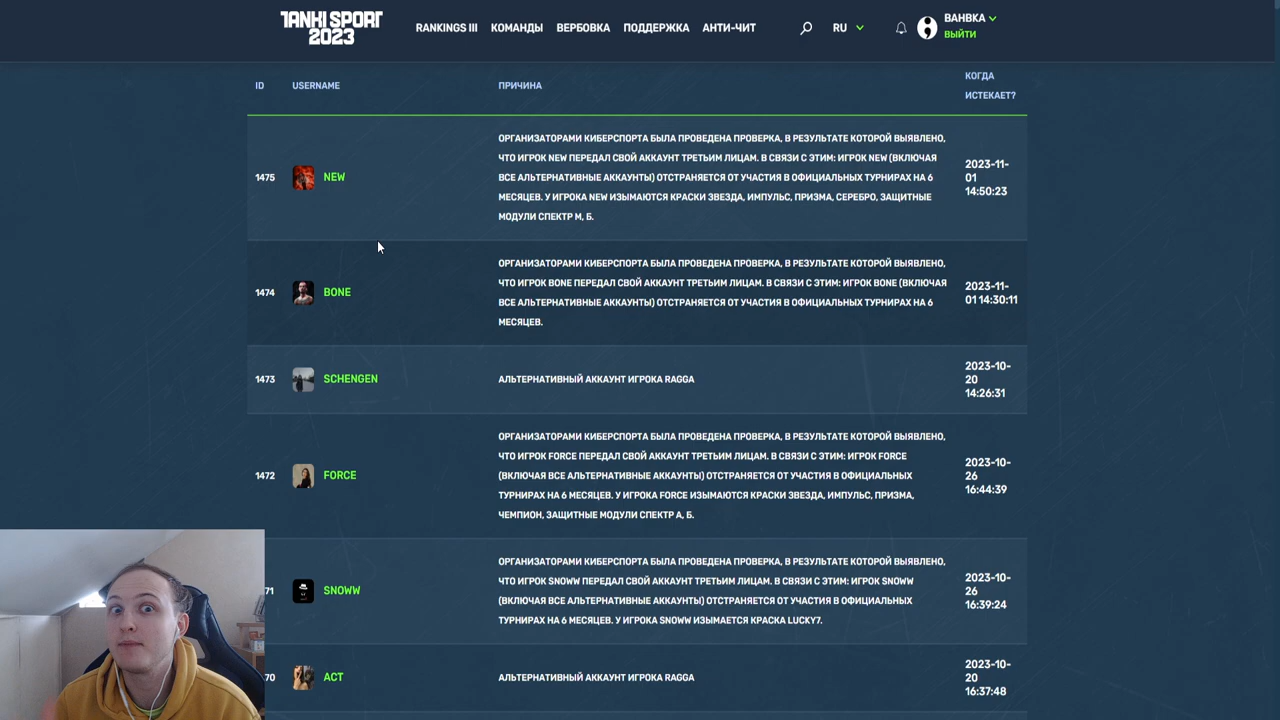 TANKI SPORT
2023
RANKINGS III
КОМАНДЫ
ВЕРБОВКА
ПОДДЕРЖКА
АНТИ-ЧИТ
RU
ВАНВКА
ВЫЙТИ
ID
USERNAME
ПРИЧИНА
КОГДА
ИСТЕКАЕТ?
1475
NEW
ОРГАНИЗАТОРАМИ КИБЕРСПОРТА БЫЛА ПРОВЕДЕНА ПРОВЕРКА, В РЕЗУЛЬТАТЕ КОТОРОЙ ВЫЯВЛЕНО,
ЧТО ИГРОК NEW ПЕРЕДАЛ СВОЙ АККАУНТ ТРЕТЬИМ ЛИЦАМ. В СВЯЗИ С ЭТИМ: ИГРОК NEW (ВКЛЮЧАЯ
ВСЕ АЛЬТЕРНАТИВНЫЕ АККАУНТЫ) ОТСТРАНЯЕТСЯ ОТ УЧАСТИЯ В ОФИЦИАЛЬНЫХ ТУРНИРАХ НА 6
МЕСЯЦЕВ. У ИГРОКА NEW ИЗЫМАЮТСЯ КРАСКИ ЗВЕЗДА, ИМПУЛЬС, ПРИЗМА, СЕРЕБРО, ЗАЩИТНЫЕ
МОДУЛИ СПЕКТР М, Б.
2023-11-
01
14:50:23
1474
BONE
ОРГАНИЗАТОРАМИ КИБЕРСПОРТА БЫЛА ПРОВЕДЕНА ПРОВЕРКА, В РЕЗУЛЬТАТЕ КОТОРОЙ ВЫЯВЛЕНО,
ЧТО ИГРОК BONE ПЕРЕДАЛ СВОЙ АККАУНТ ТРЕТЬИМ ЛИЦАМ. В СВЯЗИ С ЭТИМ: ИГРОК BONE (ВКЛЮЧАЯ
ВСЕ АЛЬТЕРНАТИВНЫЕ АККАУНТЫ) ОТСТРАНЯЕТСЯ ОТ УЧАСТИЯ В ОФИЦИАЛЬНЫХ ТУРНИРАХ НА 6
МЕСЯЦЕВ.
2023-11-
01 14:30:11
1473
SCHENGEN
АЛЬТЕРНАТИВНЫЙ АККАУНТ ИГРОКА RAGGA
2023-10-
20
14:26:31
1472
FORCE
ОРГАНИЗАТОРАМИ КИБЕРСПОРТА БЫЛА ПРОВЕДЕНА ПРОВЕРКА, В РЕЗУЛЬТАТЕ КОТОРОЙ ВЫЯВЛЕНО,
ЧТО ИГРОК FORCE ПЕРЕДАЛ СВОЙ АККАУНТ ТРЕТЬИМ ЛИЦАМ. В СВЯЗИ С ЭТИМ: ИГРОК FORCE
(ВКЛЮЧАЯ ВСЕ АЛЬТЕРНАТИВНЫЕ АККАУНТЫ) ОТСТРАНЯЕТСЯ ОТ УЧАСТИЯ В ОФИЦИАЛЬНЫХ
ТУРНИРАХ НА 6 МЕСЯЦЕВ. У ИГРОКА FORCE ИЗЫМАЮТСЯ КРАСКИ ЗВЕЗДА, ИМПУЛЬС, ПРИЗМА,
ЧЕМПИОН, ЗАЩИТНЫЕ МОДУЛИ СПЕКТР А, Б.
2023-10-
26
16:44:39
71
SNOWW
ОРГАНИЗАТОРАМИ КИБЕРСПОРТА БЫЛА ПРОВЕДЕНА ПРОВЕРКА, В РЕЗУЛЬТАТЕ КОТОРОЙ ВЫЯВЛЕНО,
ЧТО ИГРОК SNOWW ПЕРЕДАЛ СВОЙ АККАУНТ ТРЕТЬИМ ЛИЦАМ. В СВЯЗИ С ЭТИМ: ИГРОК SNOWW
(ВКЛЮЧАЯ ВСЕ АЛЬТЕРНАТИВНЫЕ АККАУНТЫ) ОТСТРАНЯЕТСЯ ОТ УЧАСТИЯ В ОФИЦИАЛЬНЫХ
ТУРНИРАХ НА 6 МЕСЯЦЕВ. У ИГРОКА SNOWW ИЗЫМАЕТСЯ КРАСКА LUCKY7.
2023-10-
26
16:39:24
70
ACT
АЛЬТЕРНАТИВНЫЙ АККАУНТ ИГРОКА RAGGA
2023-10-
20
16:37:48